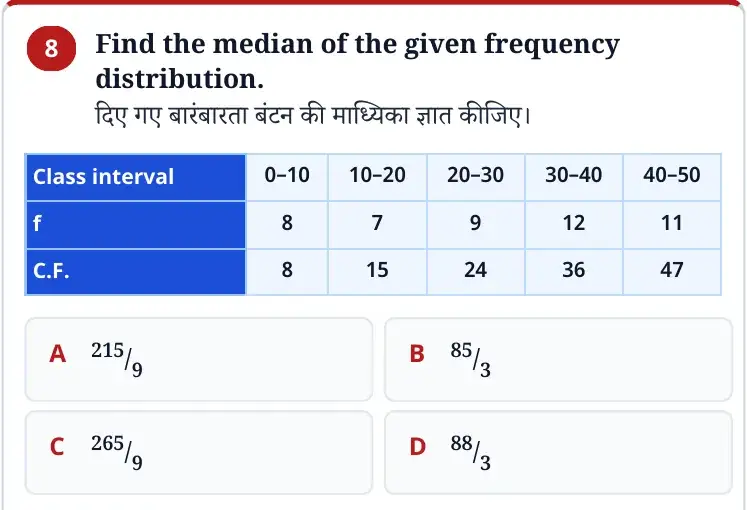 8 Find the median of the given frequency
distribution.
दिए गए बारंबारता बंटन की माध्यिका ज्ञात कीजिए।
Class interval 0–10 10–20 20–30 30–40 40–50
f 8 7 9 12 11
C.F. 8 15 24 36 47
A 215/9 B 85/3
C 265/9 D 88/3